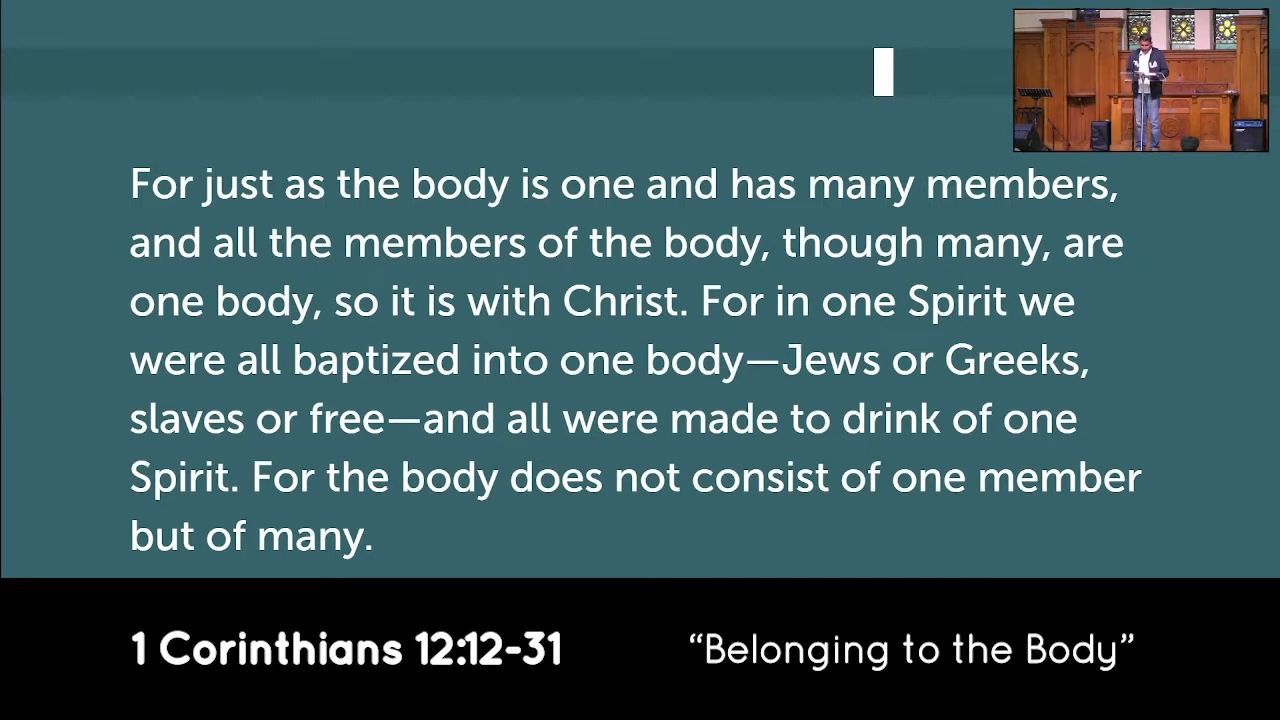 For just as the body is one and has many members,
and all the members of the body, though many, are
one body, so it is with Christ. For in one Spirit we
were all baptized into one body—Jews or Greeks,
slaves or free—and all were made to drink of one
Spirit. For the body does not consist of one member
but of many.
1 Corinthians 12:12-31
“Belonging to the Body”